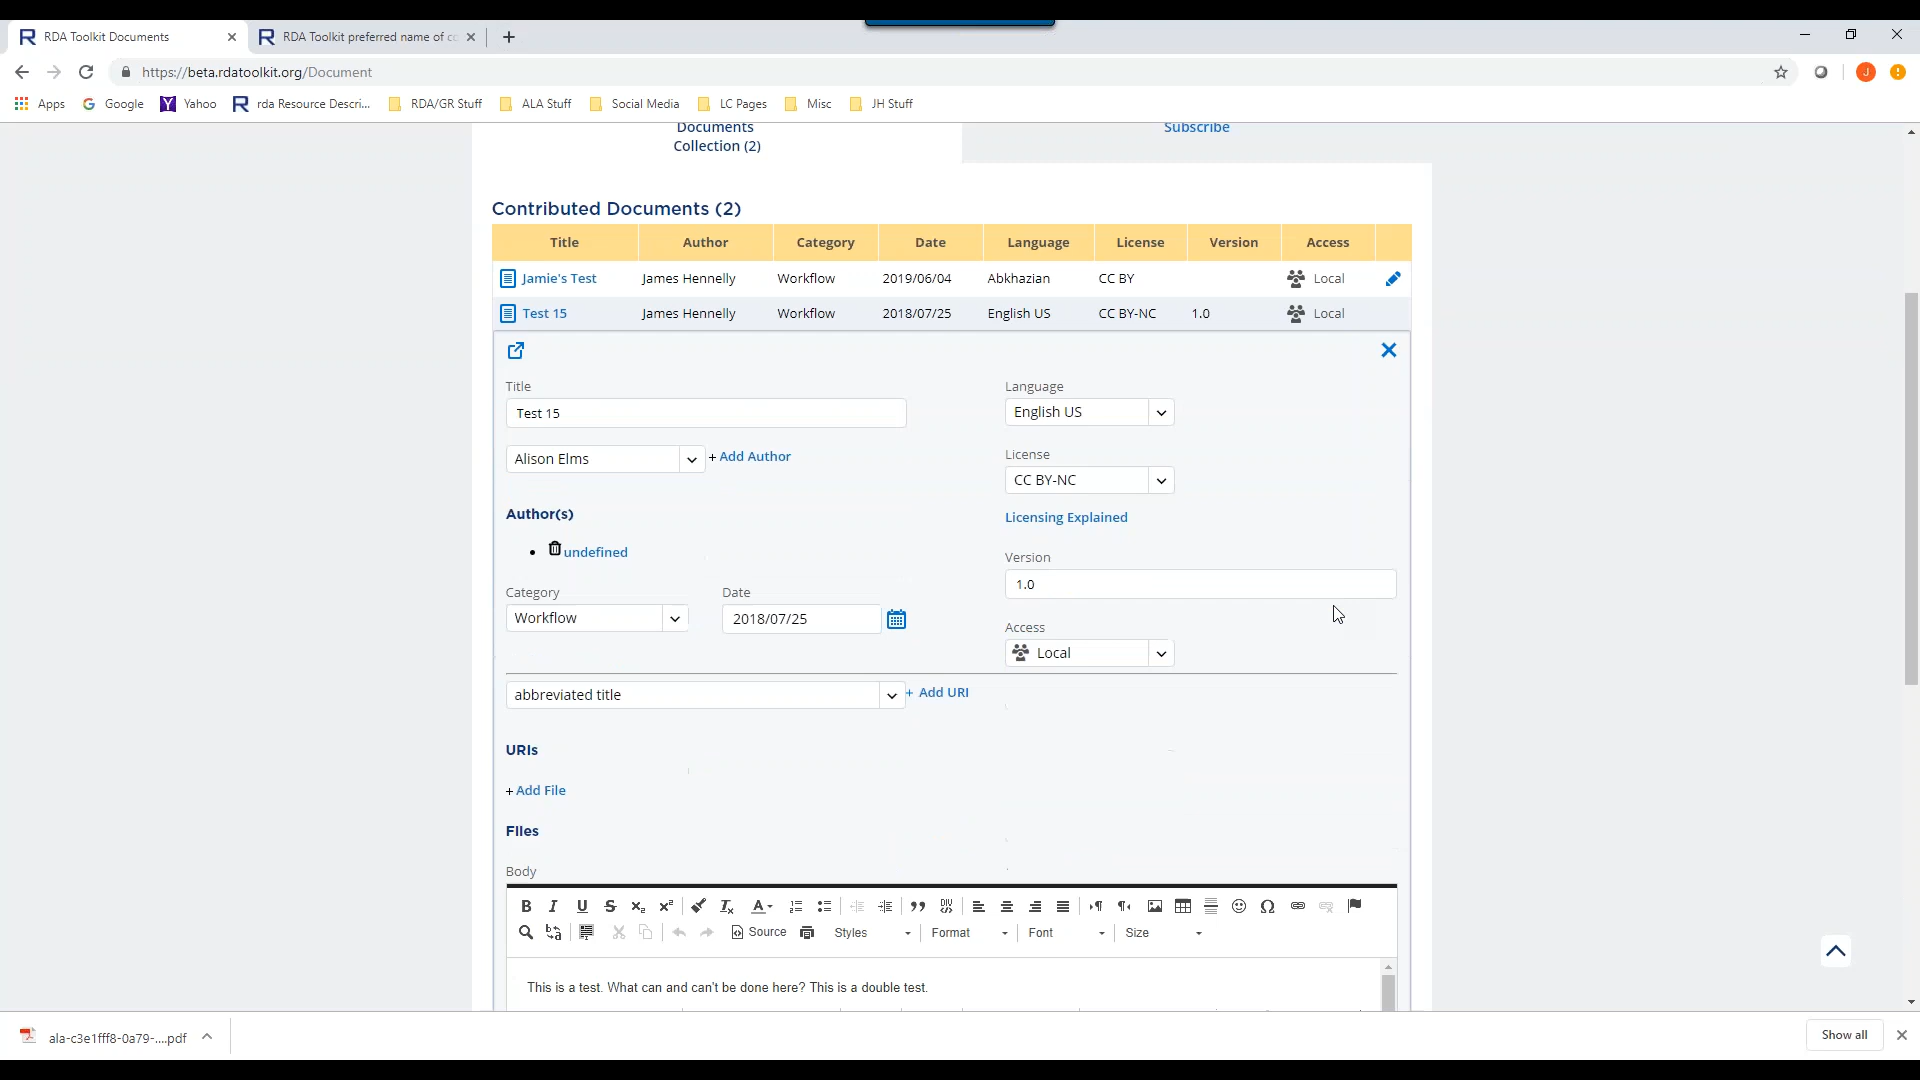 RDA Toolkit Documents
RDA Toolkit preferred name of cc
https://beta.rdatoolkit.org/Document
J
Apps
Google
Yahoo
rda Resource Descri...
RDA/GR Stuff
ALA Stuff
Social Media
LC Pages
Misc
JH Stuff
Documents
Collection (2)
Subscribe
Contributed Documents (2)
Title Author Category Date Language License Version Access
Jamie's Test James Hennelly Workflow 2019/06/04 Abkhazian CC BY Local
Test 15 James Hennelly Workflow 2018/07/25 English US CC BY-NC 1.0 Local
Title
Test 15
Alison Elms
+ Add Author
Author(s)
• undefined
Category
Workflow
Date
2018/07/25
Language
English US
License
CC BY-NC
Licensing Explained
Version
1.0
Access
Local
abbreviated title
+ Add URI
URIs
+ Add File
Files
Body
B I U S x₂ x² Tx A DIV Ω
Source Styles Format Font Size
This is a test. What can and can't be done here? This is a double test.
ala-c3e1fff8-0a79-....pdf
Show all